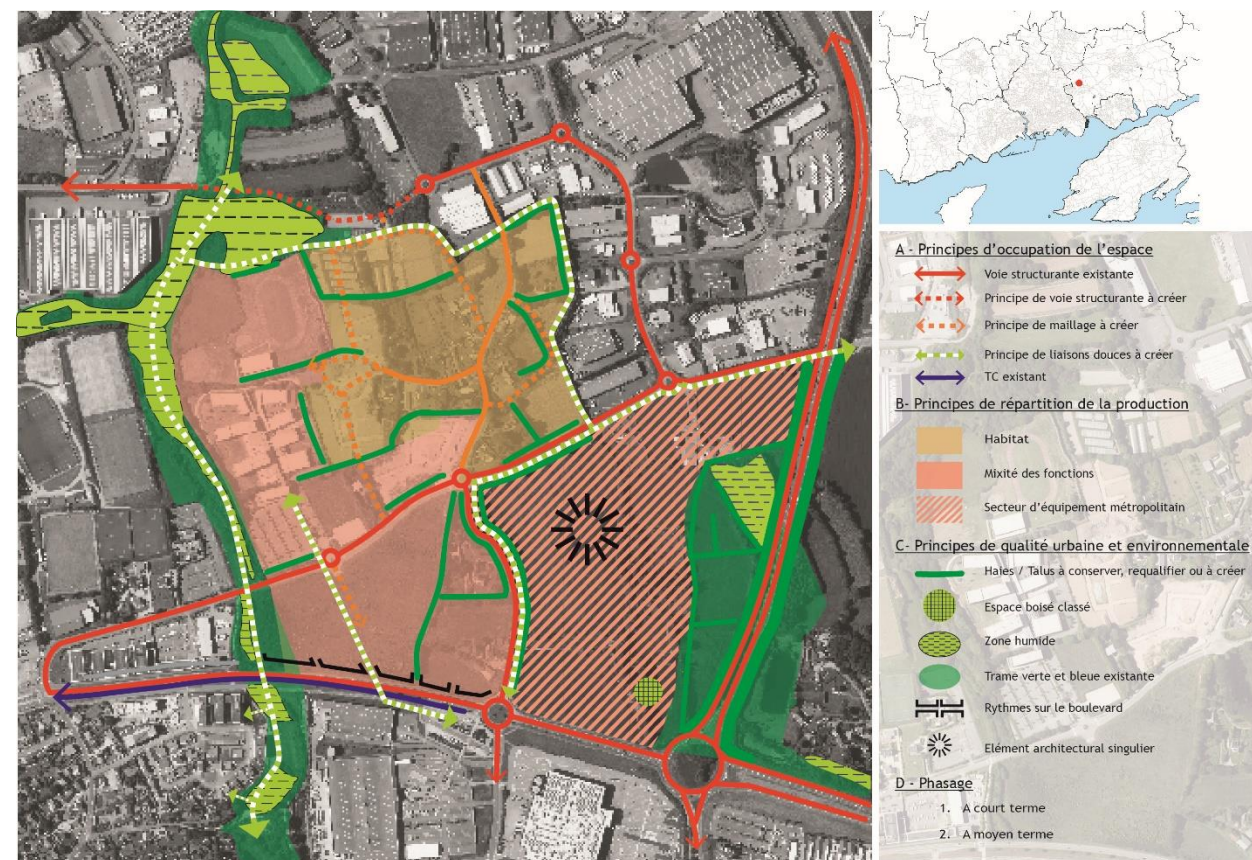 A - Principes d'occupation de l'espace
Voie structurante existante
Principe de voie structurante à créer
Principe de maillage à créer
Principe de liaisons douces à créer
TC existant
B- Principes de répartition de la production
Habitat
Mixité des fonctions
Secteur d'équipement métropolitain
C- Principes de qualité urbaine et environnementale
Haies / Talus à conserver, requalifier ou à créer
Espace boisé classé
Zone humide
Trame verte et bleue existante
Rythmes sur le boulevard
Elément architectural singulier
D - Phasage
1. A court terme
2. A moyen terme